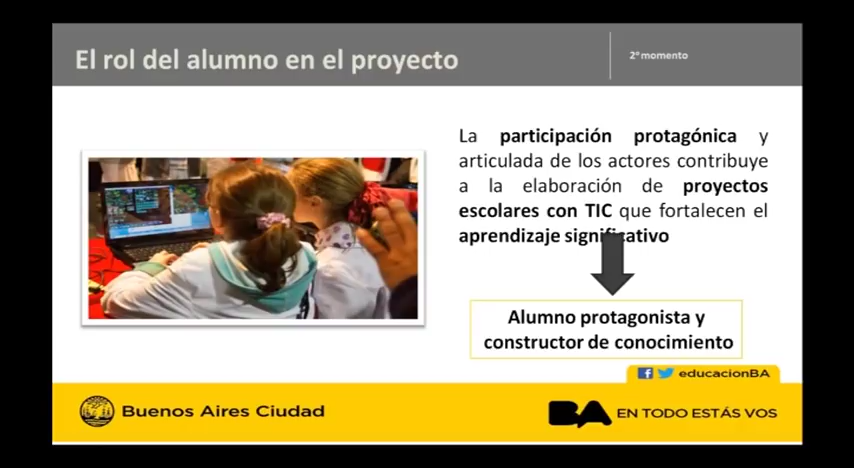 El rol del alumno en el proyecto
2º momento
La participación protagónica y
articulada de los actores contribuye
a la elaboración de proyectos
escolares con TIC que fortalecen el
aprendizaje significativo
Alumno protagonista y
constructor de conocimiento
educacionBA
Buenos Aires Ciudad
BA EN TODO ESTÁS VOS